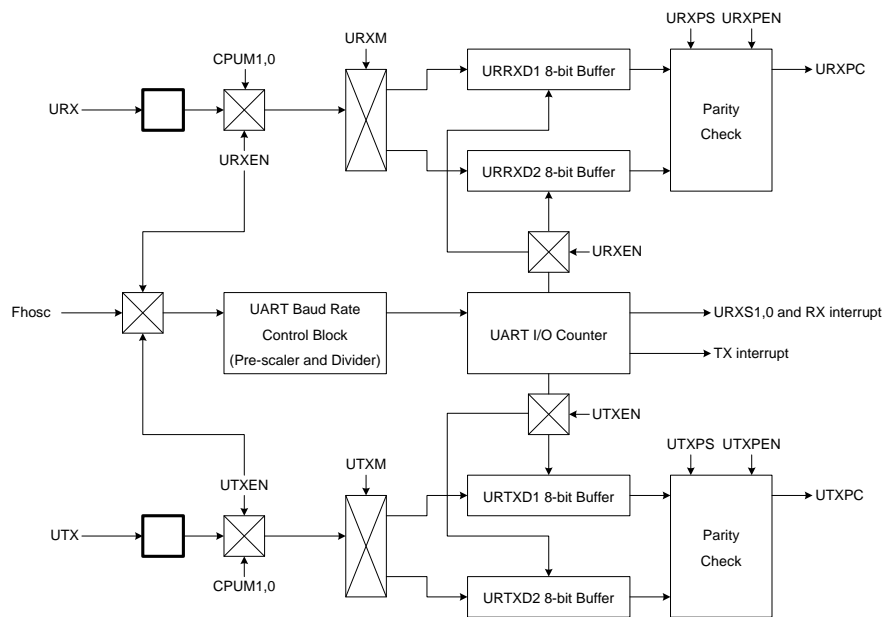 URXPS URXPEN
URXM
CPUM1,0
URRXD1 8-bit Buffer
URXPC
URX
Parity
Check
URXEN
URRXD2 8-bit Buffer
URXEN
Fhosc
UART Baud Rate
Control Block
(Pre-scaler and Divider)
UART I/O Counter
URXS1,0 and RX interrupt
TX interrupt
UTXEN
UTXPS UTXPEN
UTXM
UTXEN
URTXD1 8-bit Buffer
UTXPC
UTX
Parity
Check
CPUM1,0
URTXD2 8-bit Buffer